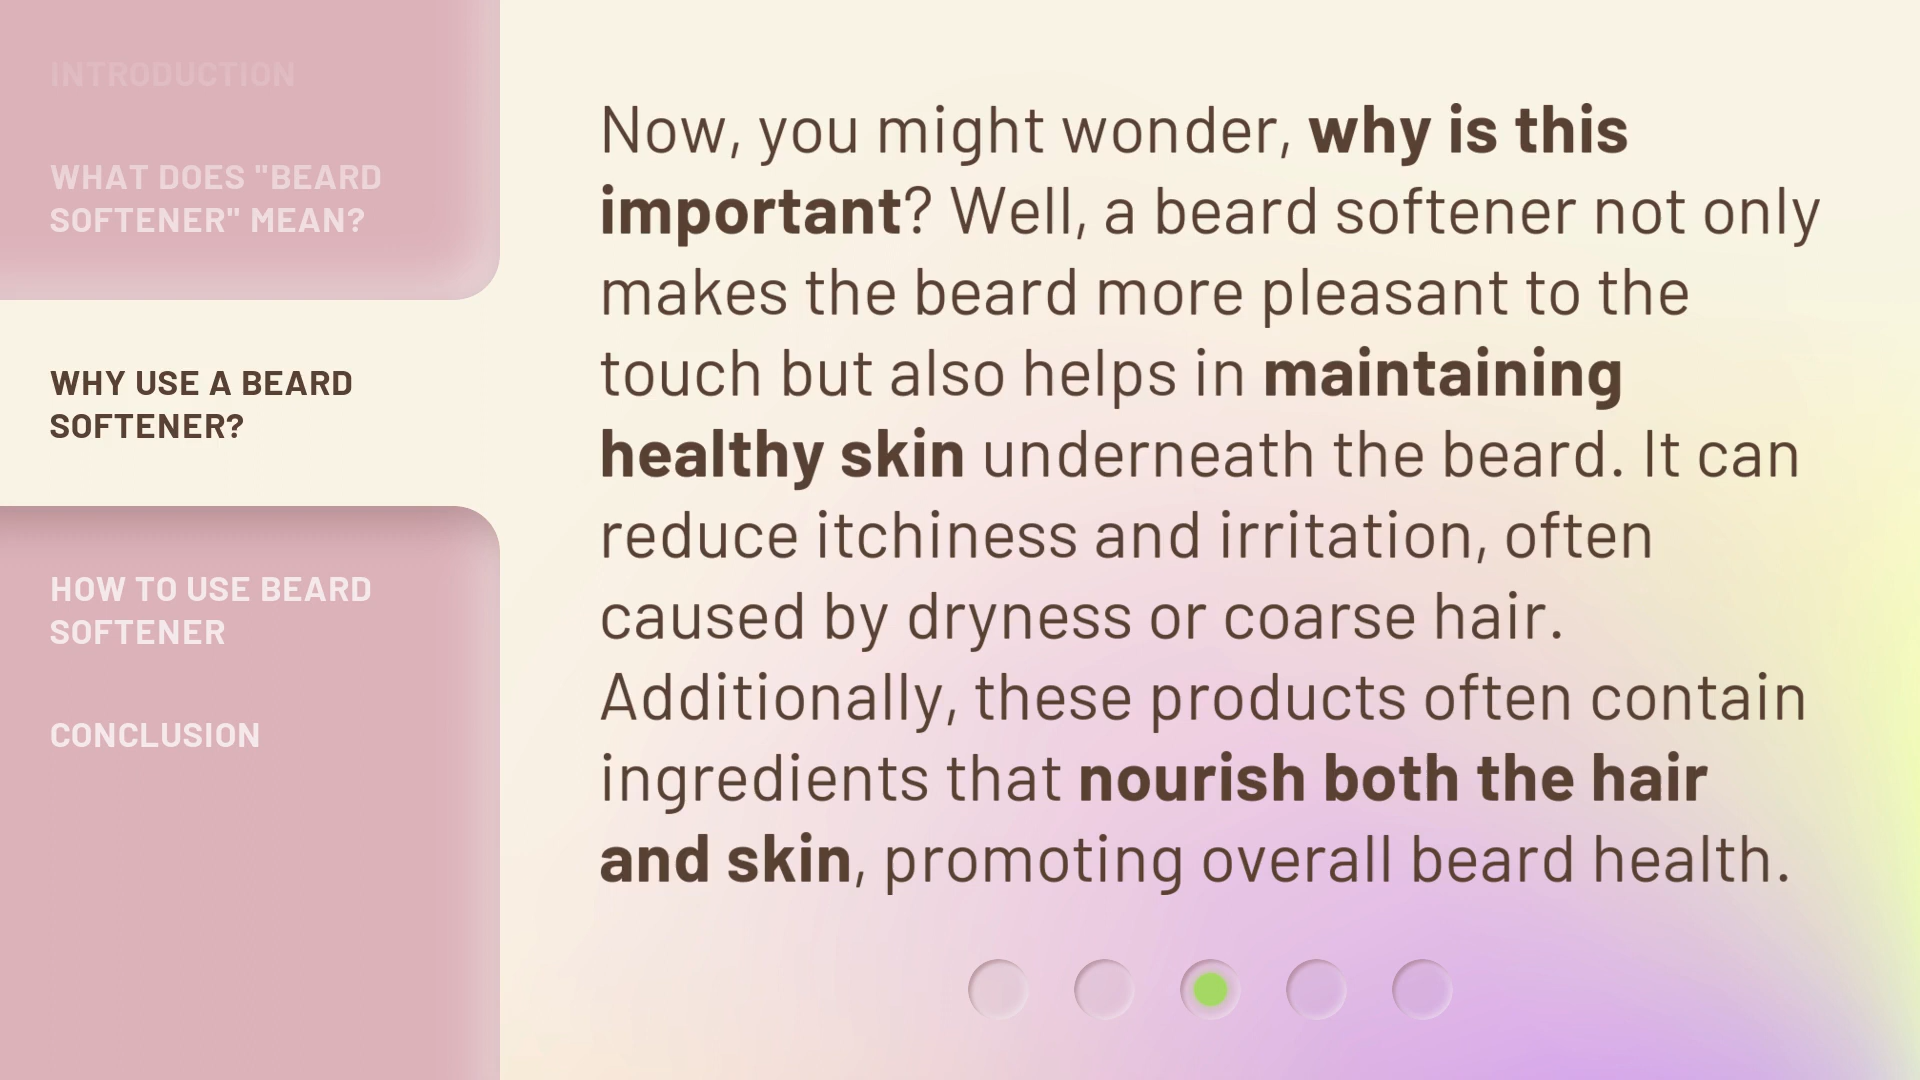 INTRODUCTION
WHAT DOES "BEARD
SOFTENER" MEAN?
WHY USE A BEARD
SOFTENER?
HOW TO USE BEARD
SOFTENER
CONCLUSION
Now, you might wonder, why is this
important? Well, a beard softener not only
makes the beard more pleasant to the
touch but also helps in maintaining
healthy skin underneath the beard. It can
reduce itchiness and irritation, often
caused by dryness or coarse hair.
Additionally, these products often contain
ingredients that nourish both the hair
and skin, promoting overall beard health.